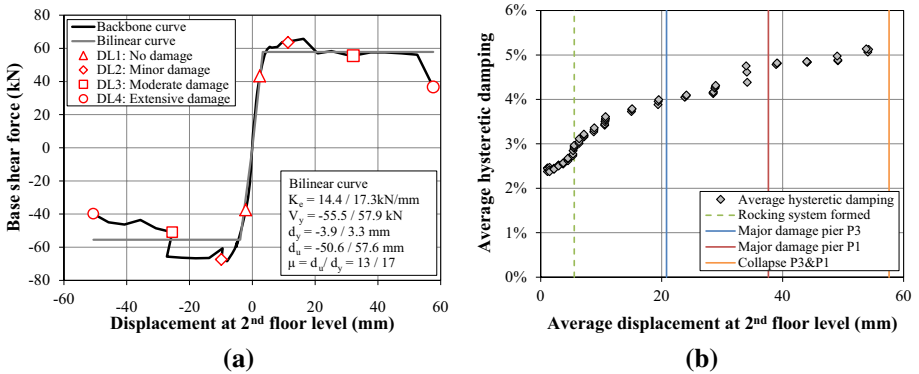 80
60
40
20
0
-20
-40
-60
-80
-60
-40
-20
0
20
40
60
Base shear force (kN)
Displacement at 2nd floor level (mm)
Backbone curve
Bilinear curve
DL1: No damage
DL2: Minor damage
DL3: Moderate damage
DL4: Extensive damage
Bilinear curve
Ke = 14.4 / 17.3kN/mm
Vy = -55.5 / 57.9 kN
dy = -3.9 / 3.3 mm
du = -50.6 / 57.6 mm
μ = du/ dy = 13 / 17
(a)
6%
5%
4%
3%
2%
1%
0%
0
20
40
60
Average hysteretic damping
Average displacement at 2nd floor level (mm)
Average hysteretic damping
Rocking system formed
Major damage pier P3
Major damage pier P1
Collapse P3&P1
(b)